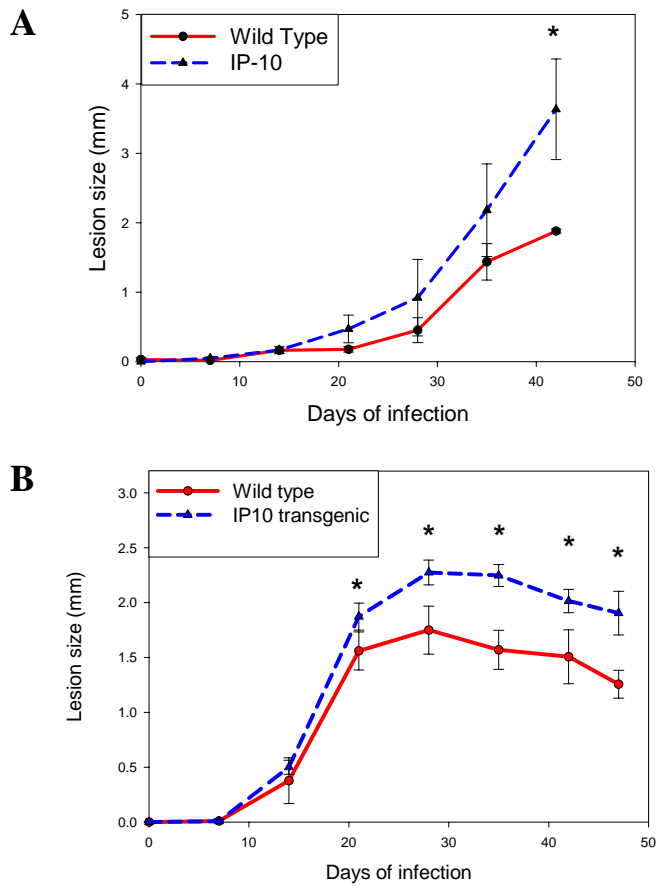 A
Wild Type
IP-10
*
5
4
3
2
1
0
Lesion size (mm)
0 10 20 30 40 50
Days of infection
B
Wild type
IP10 transgenic
* * * * *
3.0
2.5
2.0
1.5
1.0
0.5
0.0
Lesion size (mm)
0 10 20 30 40 50
Days of infection